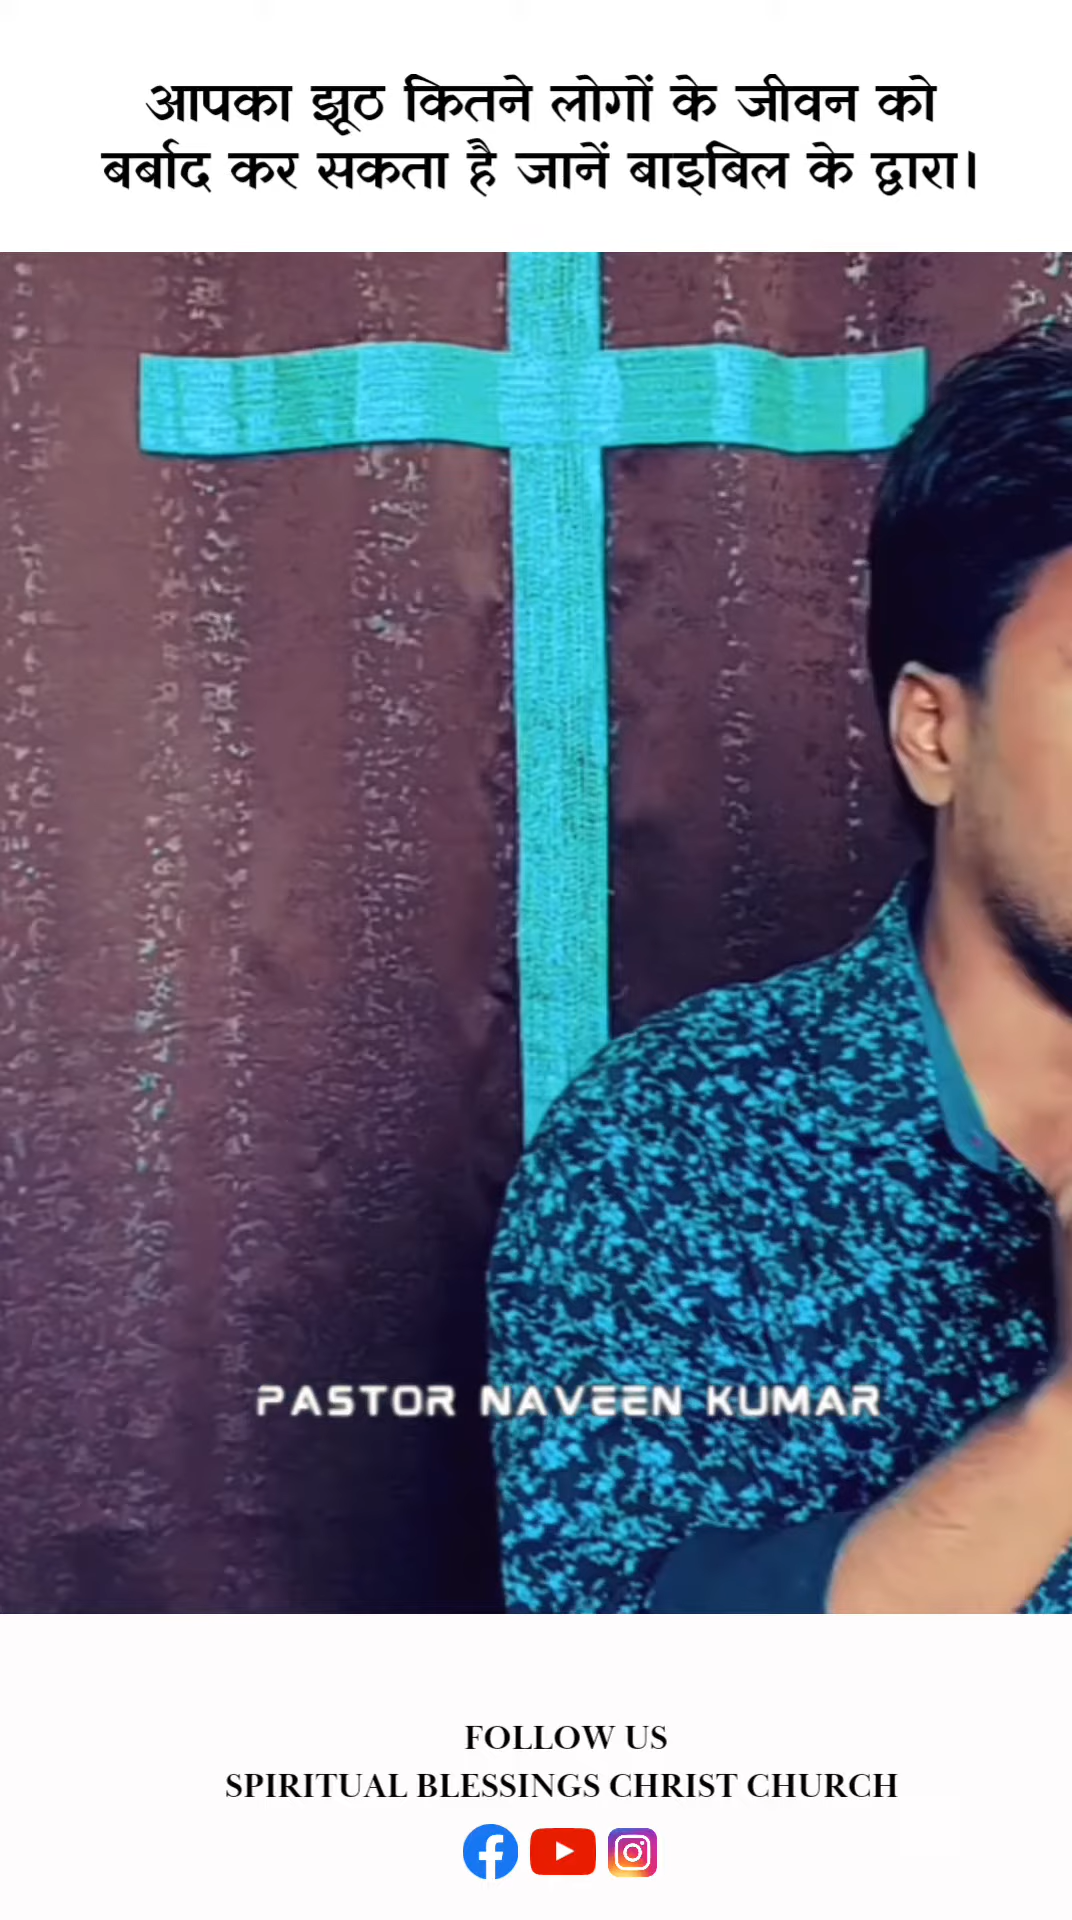 आपका झूठ कितने लोगों के जीवन को
बर्बाद कर सकता है जानें बाइबिल के द्वारा।
PASTOR NAVEEN KUMAR
FOLLOW US
SPIRITUAL BLESSINGS CHRIST CHURCH